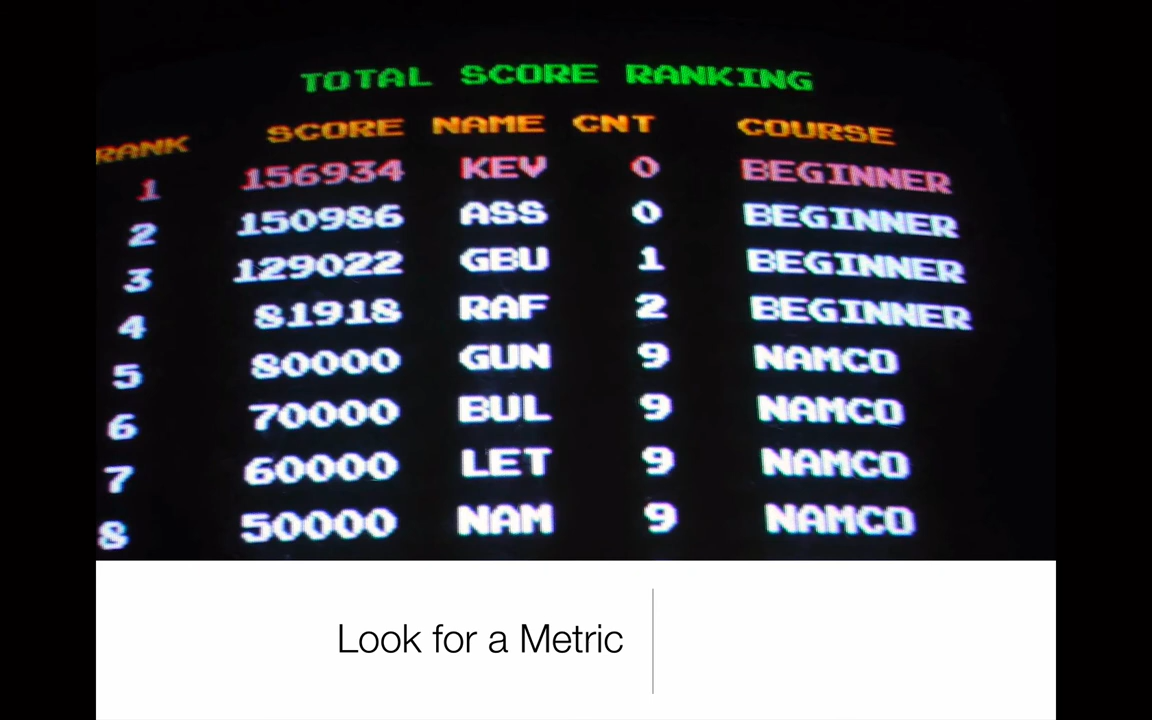 TOTAL SCORE RANKING
RANK SCORE NAME CNT COURSE
1 156934 KEV 0 BEGINNER
2 150986 ASS 0 BEGINNER
3 129022 GBU 1 BEGINNER
4 81918 RAF 2 BEGINNER
5 80000 GUN 9 NAMCO
6 70000 BUL 9 NAMCO
7 60000 LET 9 NAMCO
8 50000 NAM 9 NAMCO
Look for a Metric